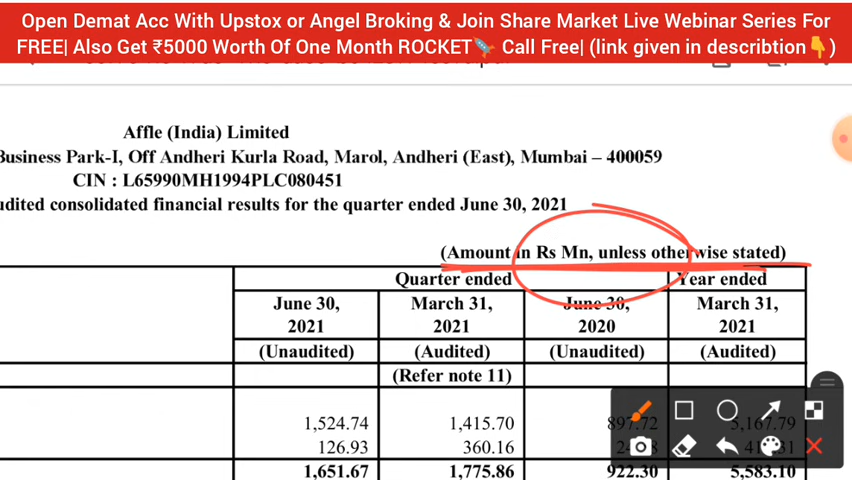 Open Demat Acc With Upstox or Angel Broking & Join Share Market Live Webinar Series For
FREE| Also Get ₹5000 Worth Of One Month ROCKET🚀 Call Free| (link given in describtion👇)
Affle (India) Limited
Business Park-I, Off Andheri Kurla Road, Marol, Andheri (East), Mumbai – 400059
CIN : L65990MH1994PLC080451
udited consolidated financial results for the quarter ended June 30, 2021
(Amount in Rs Mn, unless otherwise stated)
Quarter ended Year ended
June 30, March 31, June 30, March 31,
2021 2021 2020 2021
(Unaudited) (Audited) (Unaudited) (Audited)
(Refer note 11)
1,524.74 1,415.70 897.72 5,167.79
126.93 360.16
1,651.67 1,775.86 922.30 5,583.10